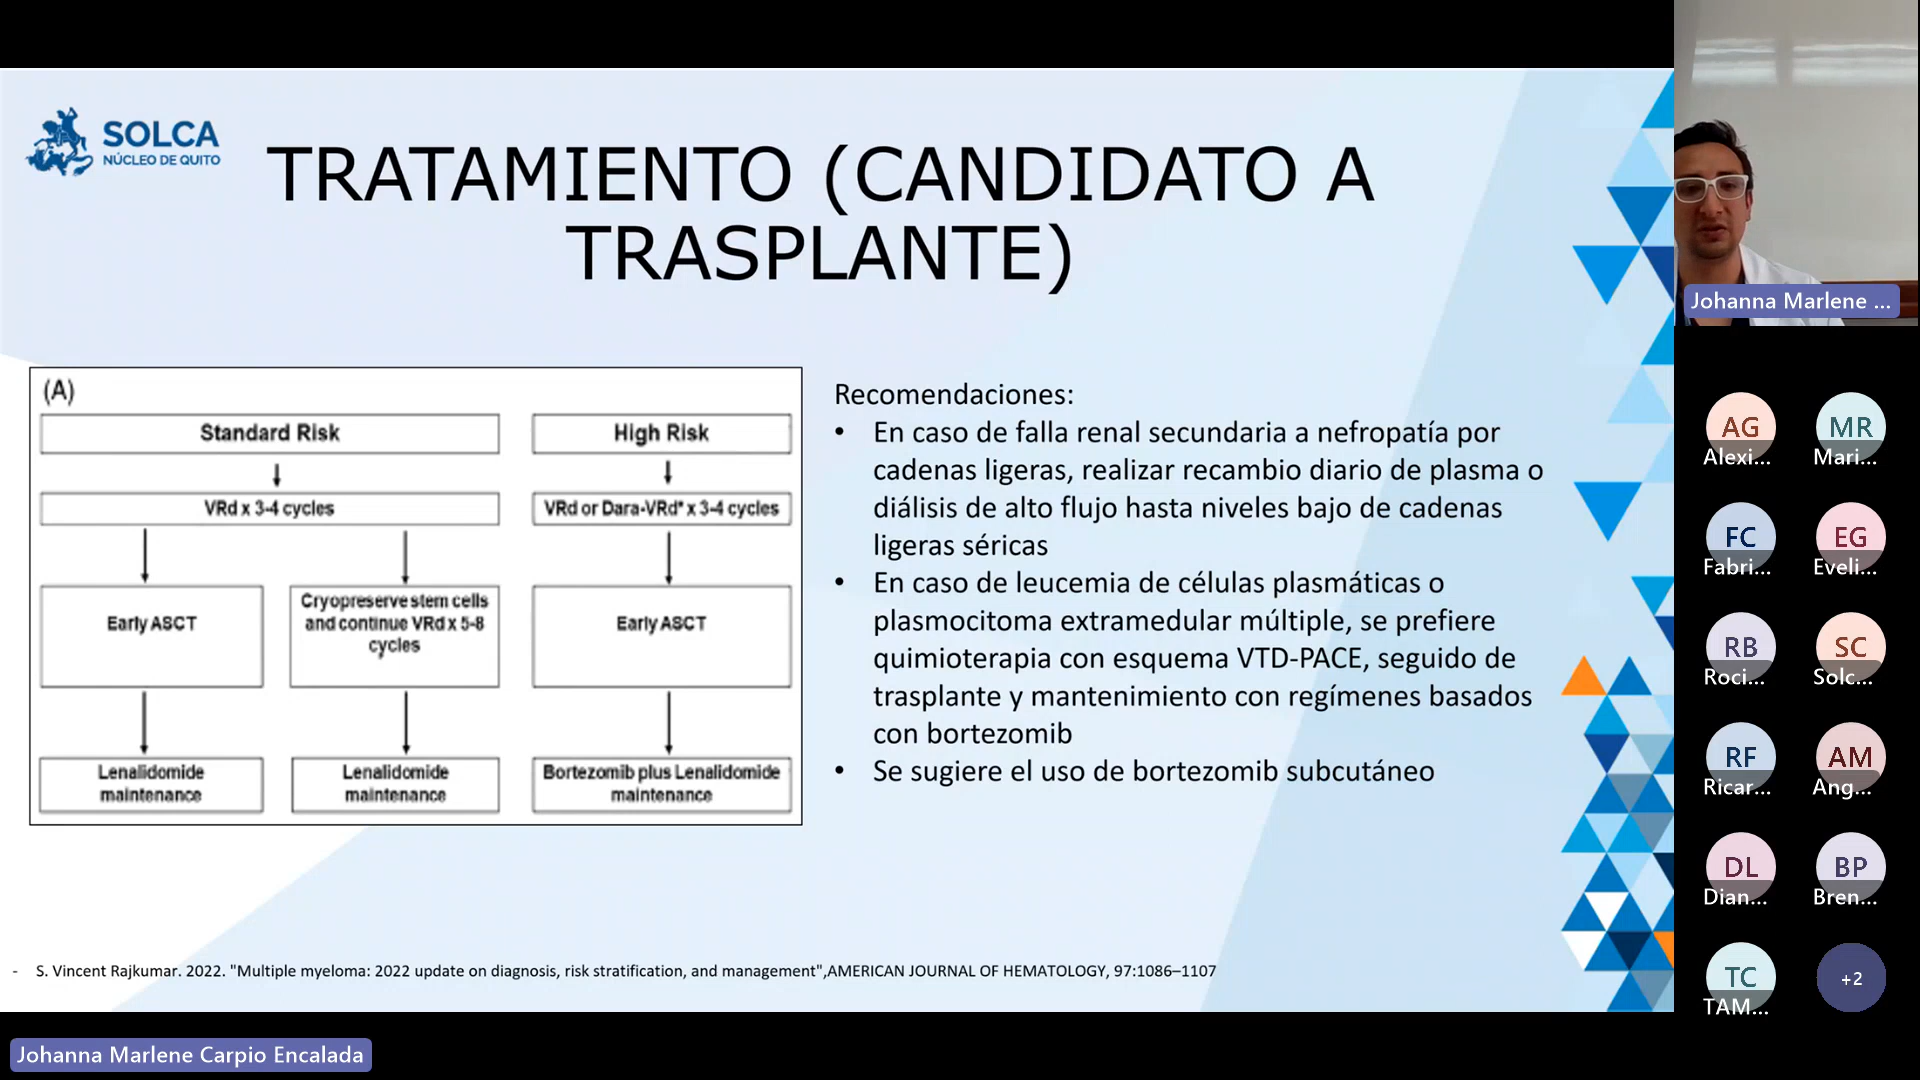 SOLCA
NÚCLEO DE QUITO
TRATAMIENTO (CANDIDATO A
TRASPLANTE)
(A)
Standard Risk
High Risk
VRd x 3-4 cycles
VRd or Dara-VRd* x 3-4 cycles
Early ASCT
Cryopreserve stem cells
and continue VRd x 5-8
cycles
Early ASCT
Lenalidomide
maintenance
Lenalidomide
maintenance
Bortezomib plus Lenalidomide
maintenance
Recomendaciones:
• En caso de falla renal secundaria a nefropatía por
cadenas ligeras, realizar recambio diario de plasma o
diálisis de alto flujo hasta niveles bajo de cadenas
ligeras séricas
• En caso de leucemia de células plasmáticas o
plasmocitoma extramedular múltiple, se prefiere
quimioterapia con esquema VTD-PACE, seguido de
trasplante y mantenimiento con regímenes basados
con bortezomib
• Se sugiere el uso de bortezomib subcutáneo
- S. Vincent Rajkumar. 2022. "Multiple myeloma: 2022 update on diagnosis, risk stratification, and management",AMERICAN JOURNAL OF HEMATOLOGY, 97:1086–1107
Johanna Marlene Carpio Encalada
Johanna Marlene ...
AG
Alexi...
MR
Mari...
FC
Fabri...
EG
Eveli...
RB
Roci...
SC
Solc...
RF
Ricar...
AM
Ang...
DL
Dian...
BP
Bren...
TC
TAM...
+2